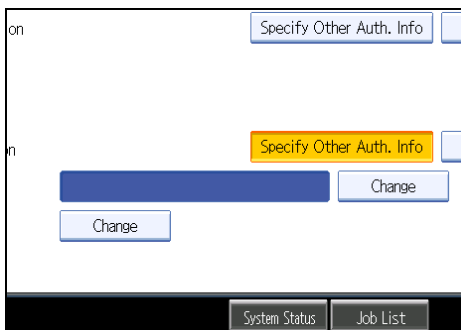 on Specify Other Auth. Info
n Specify Other Auth. Info
Change
Change
System Status Job List